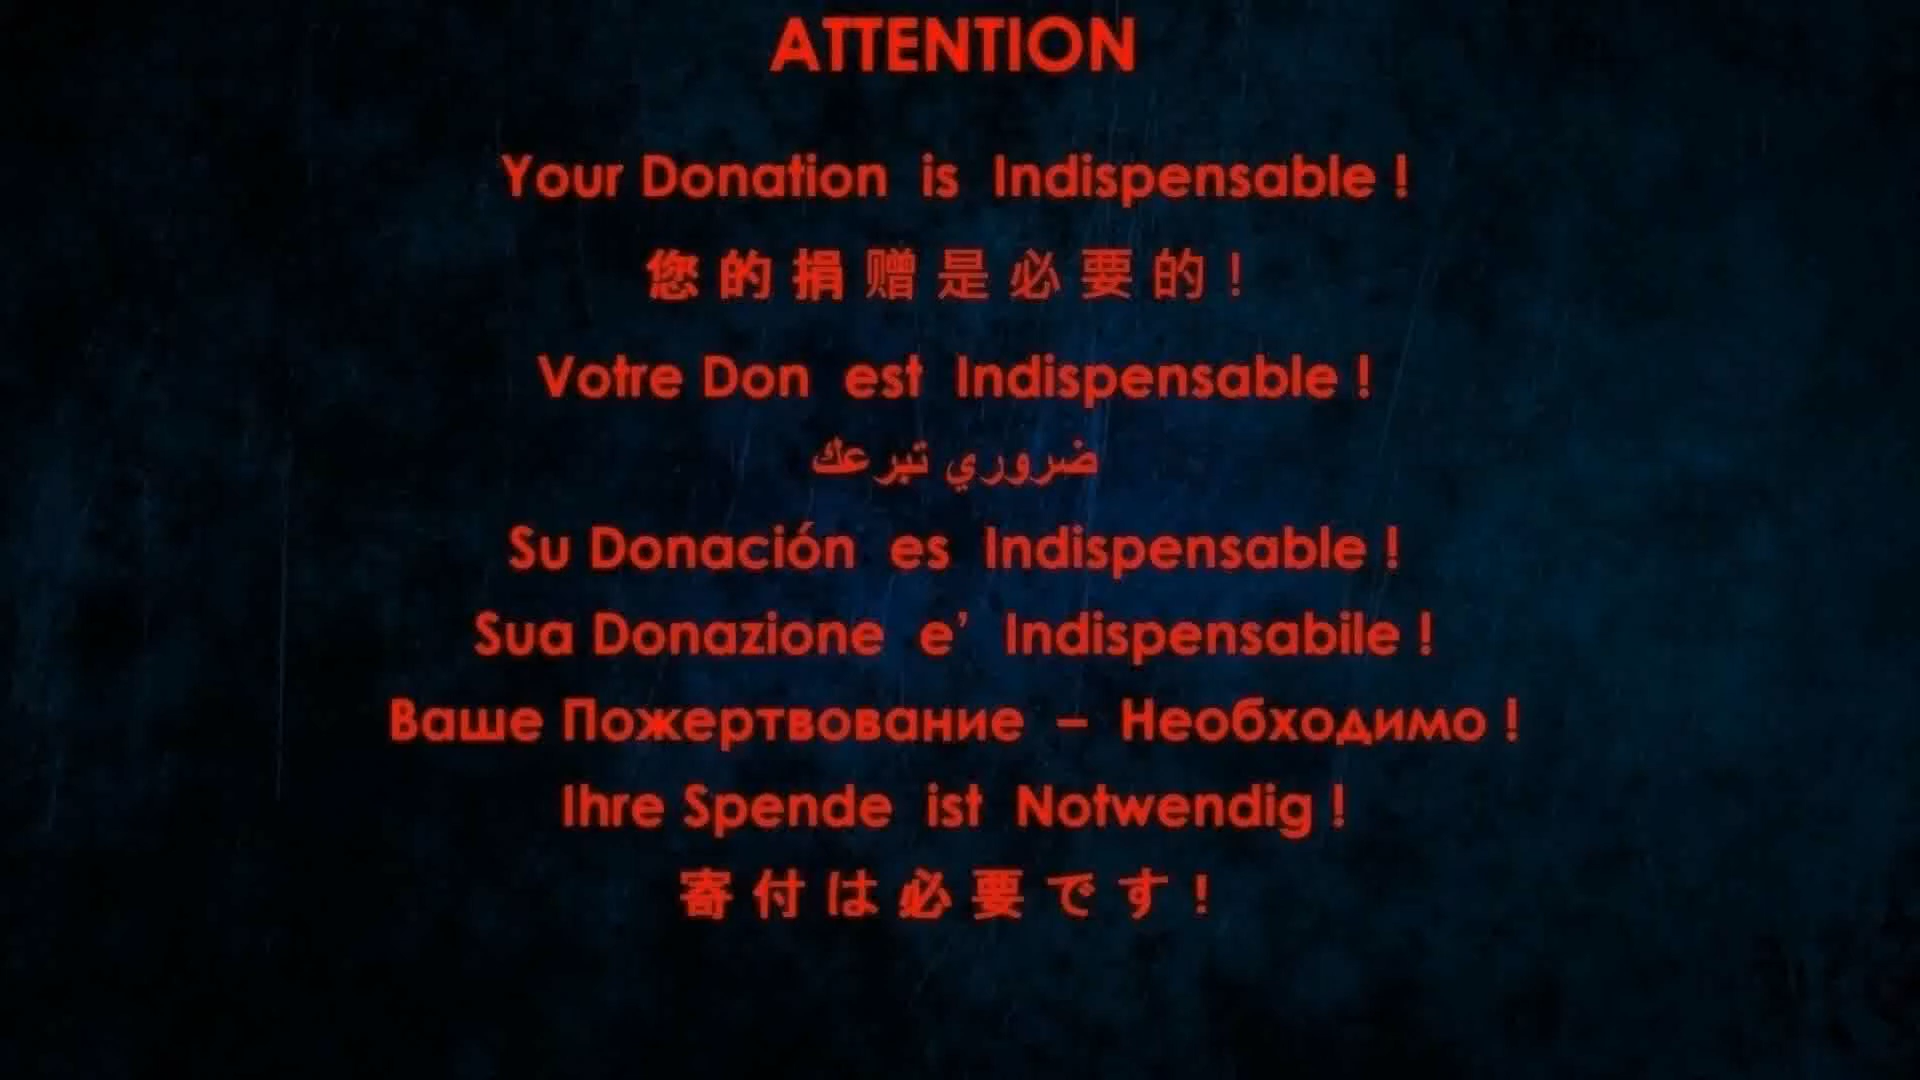 ATTENTION
Your Donation is Indispensable !
您的捐赠是必要的!
Votre Don est Indispensable !
ضروري تبرعك
Su Donación es Indispensable !
Sua Donazione e’ Indispensabile !
Ваше Пожертвование – Необходимо !
Ihre Spende ist Notwendig !
寄付は必要です!